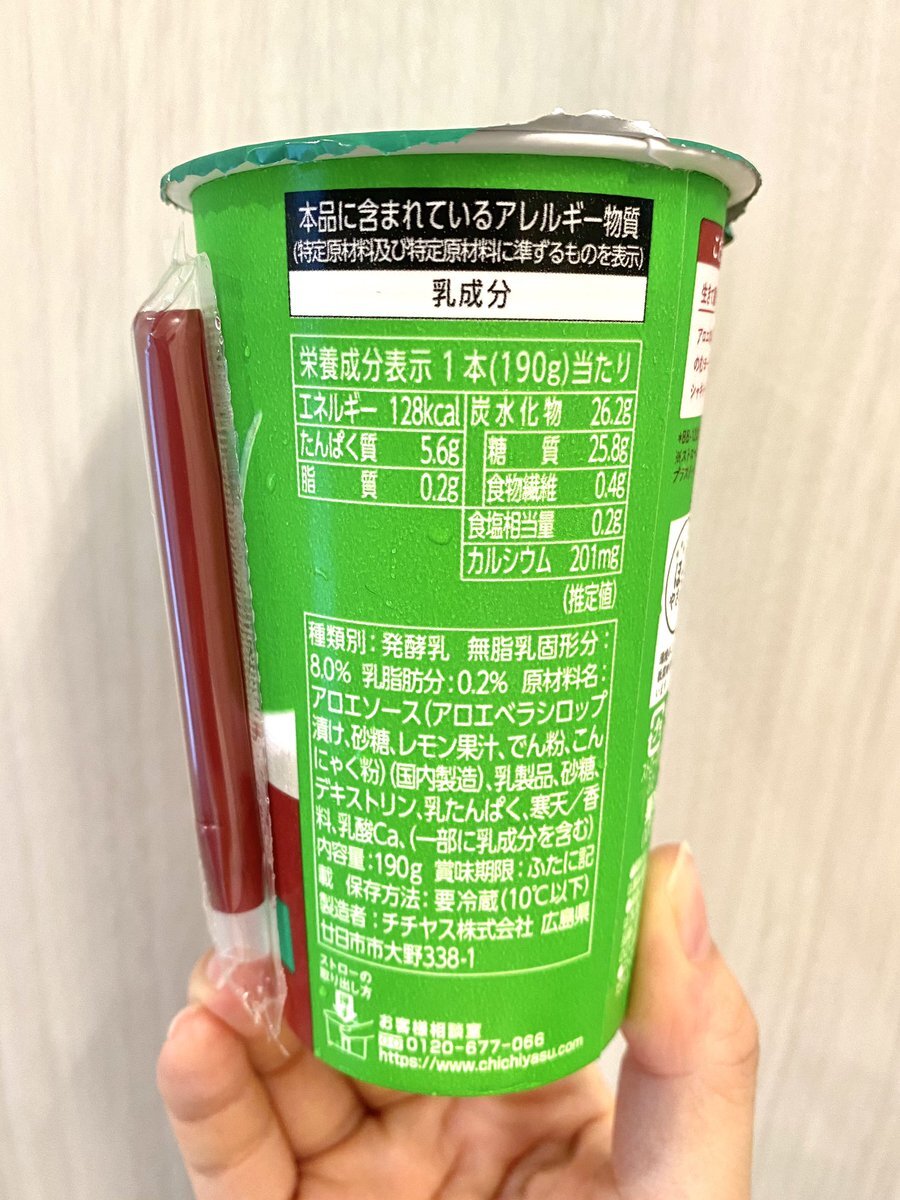 本品に含まれているアレルギー物質
(特定原材料及び特定原材料に準ずるものを表示)
乳成分
栄養成分表示 1本(190g)当たり
エネルギー 128kcal
たんぱく質 5.6g
脂質 0.2g
炭水化物 26.2g
糖質 25.8g
食物繊維 0.4g
食塩相当量 0.2g
カルシウム 201mg
(推定値)
種類別:発酵乳 無脂乳固形分:
8.0% 乳脂肪分:0.2% 原材料名:
アロエソース(アロエベラシロップ
漬け、砂糖、レモン果汁、でん粉、こん
にゃく粉)(国内製造)、乳製品、砂糖、
デキストリン、乳たんぱく、寒天/香
料、乳酸Ca、(一部に乳成分を含む)
内容量:190g 賞味期限:ふたに記
載 保存方法:要冷蔵(10℃以下)
製造者:チチヤス株式会社 広島県
廿日市市大野338-1
ストローの
取り出し方
押す
お客様相談室
0120-677-066
https://www.chichiyasu.com